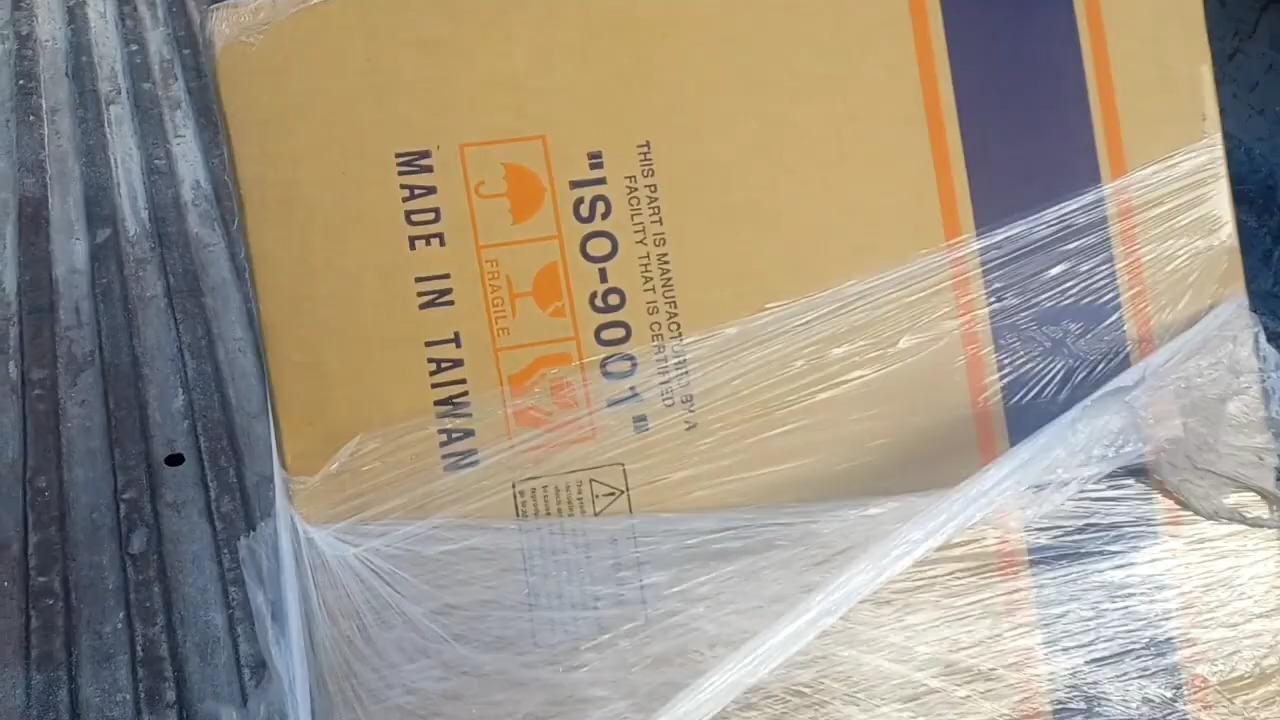 THIS PART IS MANUFACTURED BY A
FACILITY THAT IS CERTIFIED
"ISO-9001"
FRAGILE
MADE IN TAIWAN